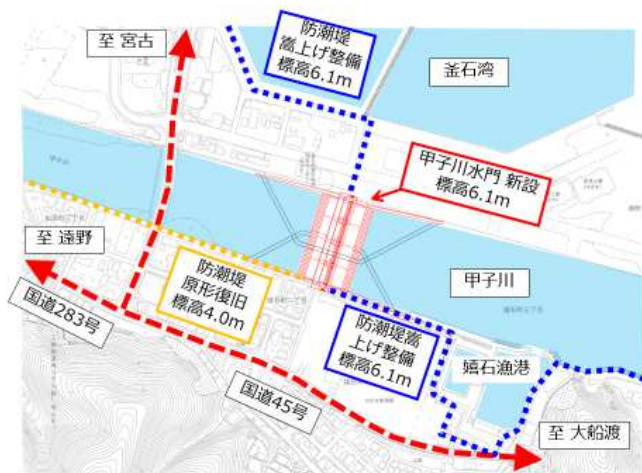 至 宮古
防潮堤
嵩上げ整備
標高6.1m
釜石湾
甲子川水門 新設
標高6.1m
至 遠野
防潮堤
原形復旧
標高4.0m
甲子川
国道283号
防潮堤嵩
上げ整備
標高6.1m
嬉石漁港
国道45号
至 大船渡